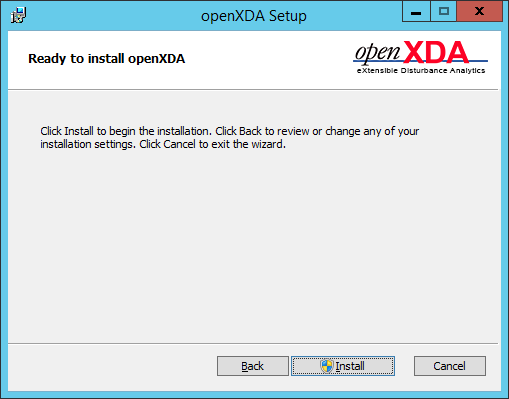 openXDA Setup
Ready to install openXDA
open XDA
eXtensible Disturbance Analytics
Click Install to begin the installation. Click Back to review or change any of your
installation settings. Click Cancel to exit the wizard.
Back
Install
Cancel